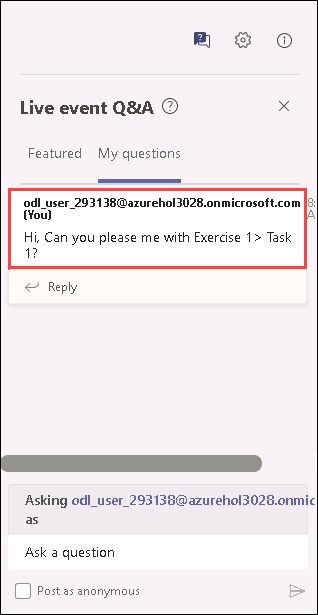 Live event Q&A
Featured My questions
odl_user_293138@azurehol3028.onmicrosoft.com 8:
(You) A
Hi, Can you please me with Exercise 1> Task
1?
Reply
Asking odl_user_293138@azurehol3028.onmic
as
Ask a question
Post as anonymous